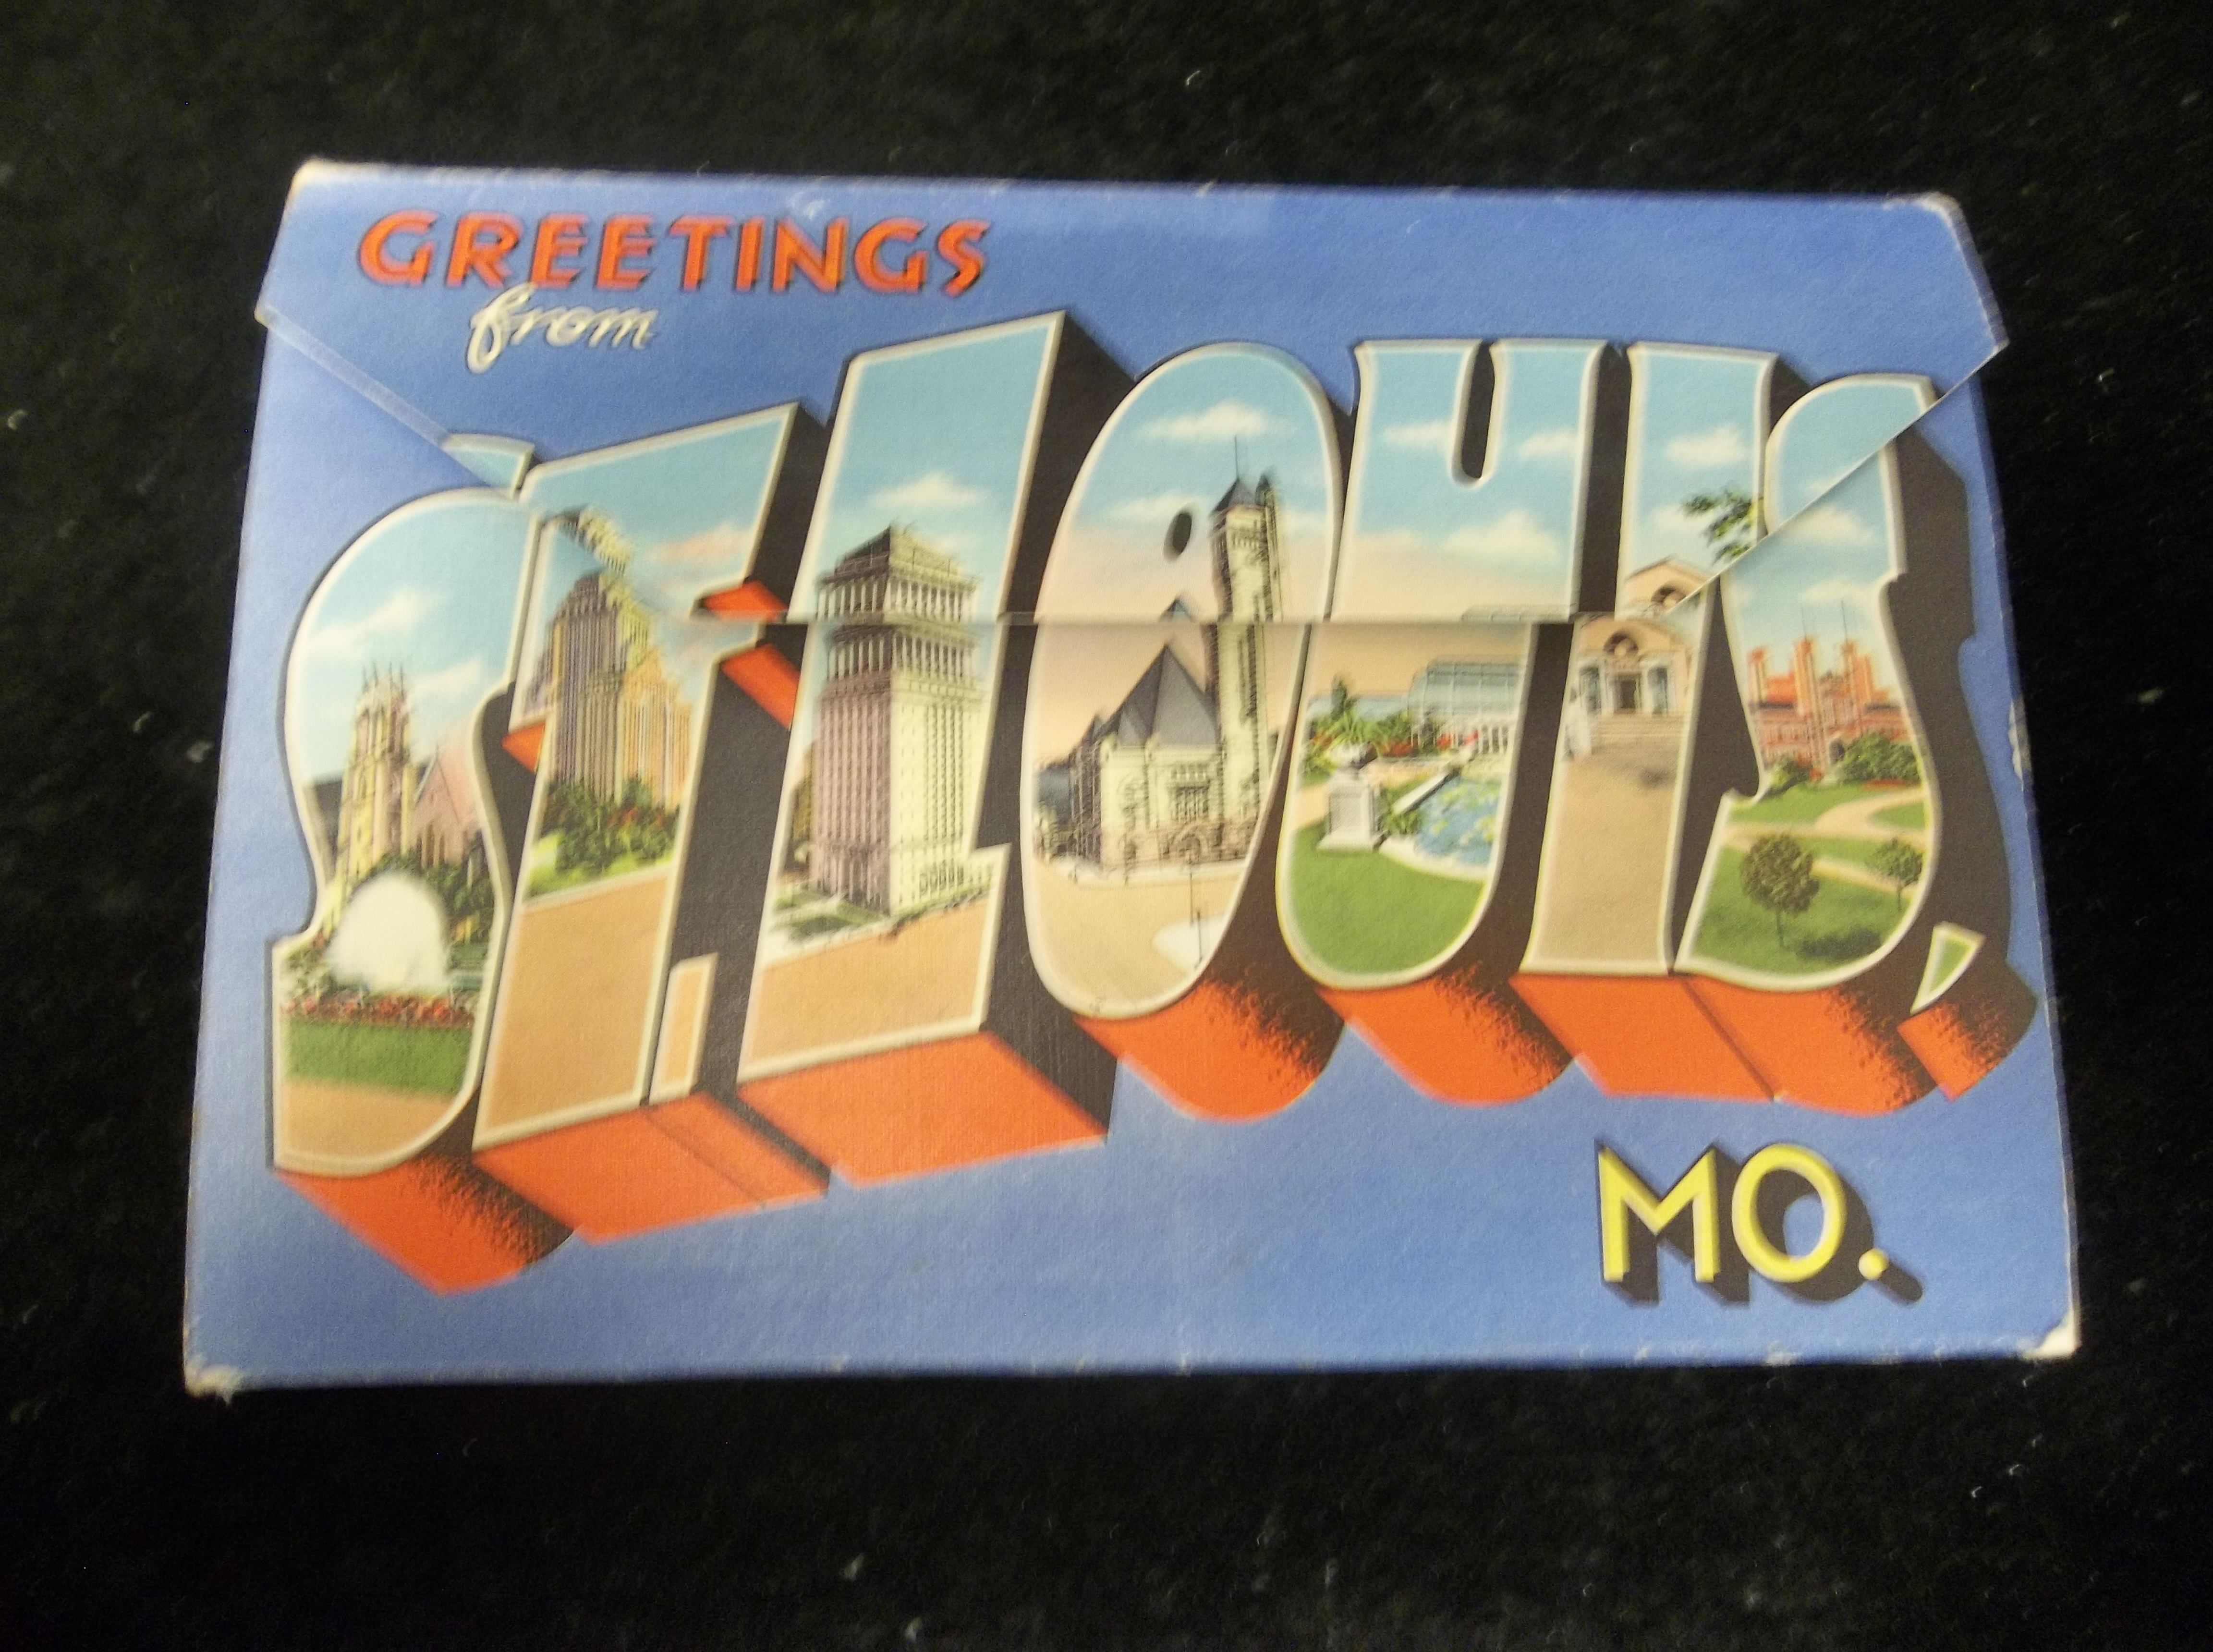 GREETINGS
from
ST. LOUIS,
MO.